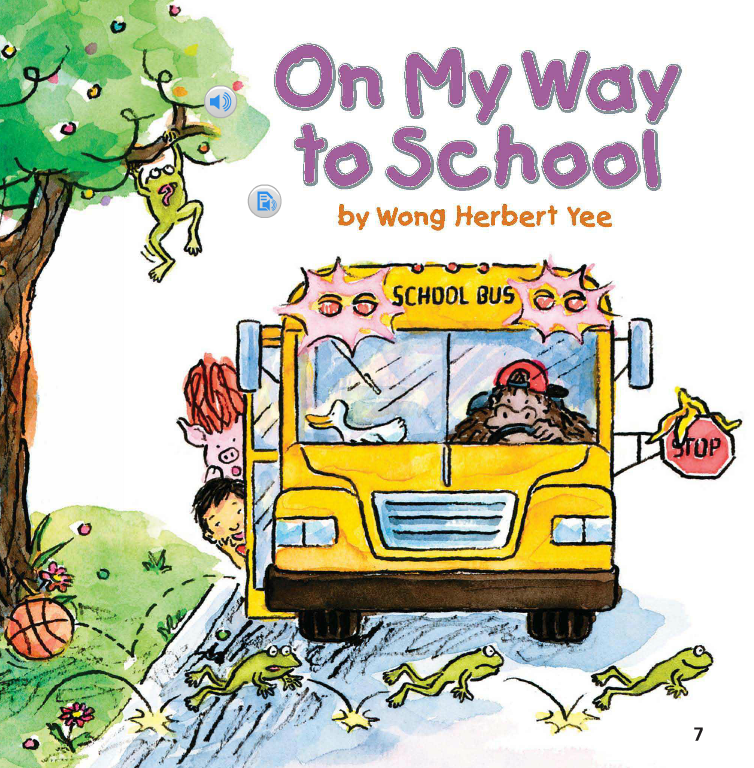 On My Way
to School
by Wong Herbert Yee
SCHOOL BUS
STOP
7